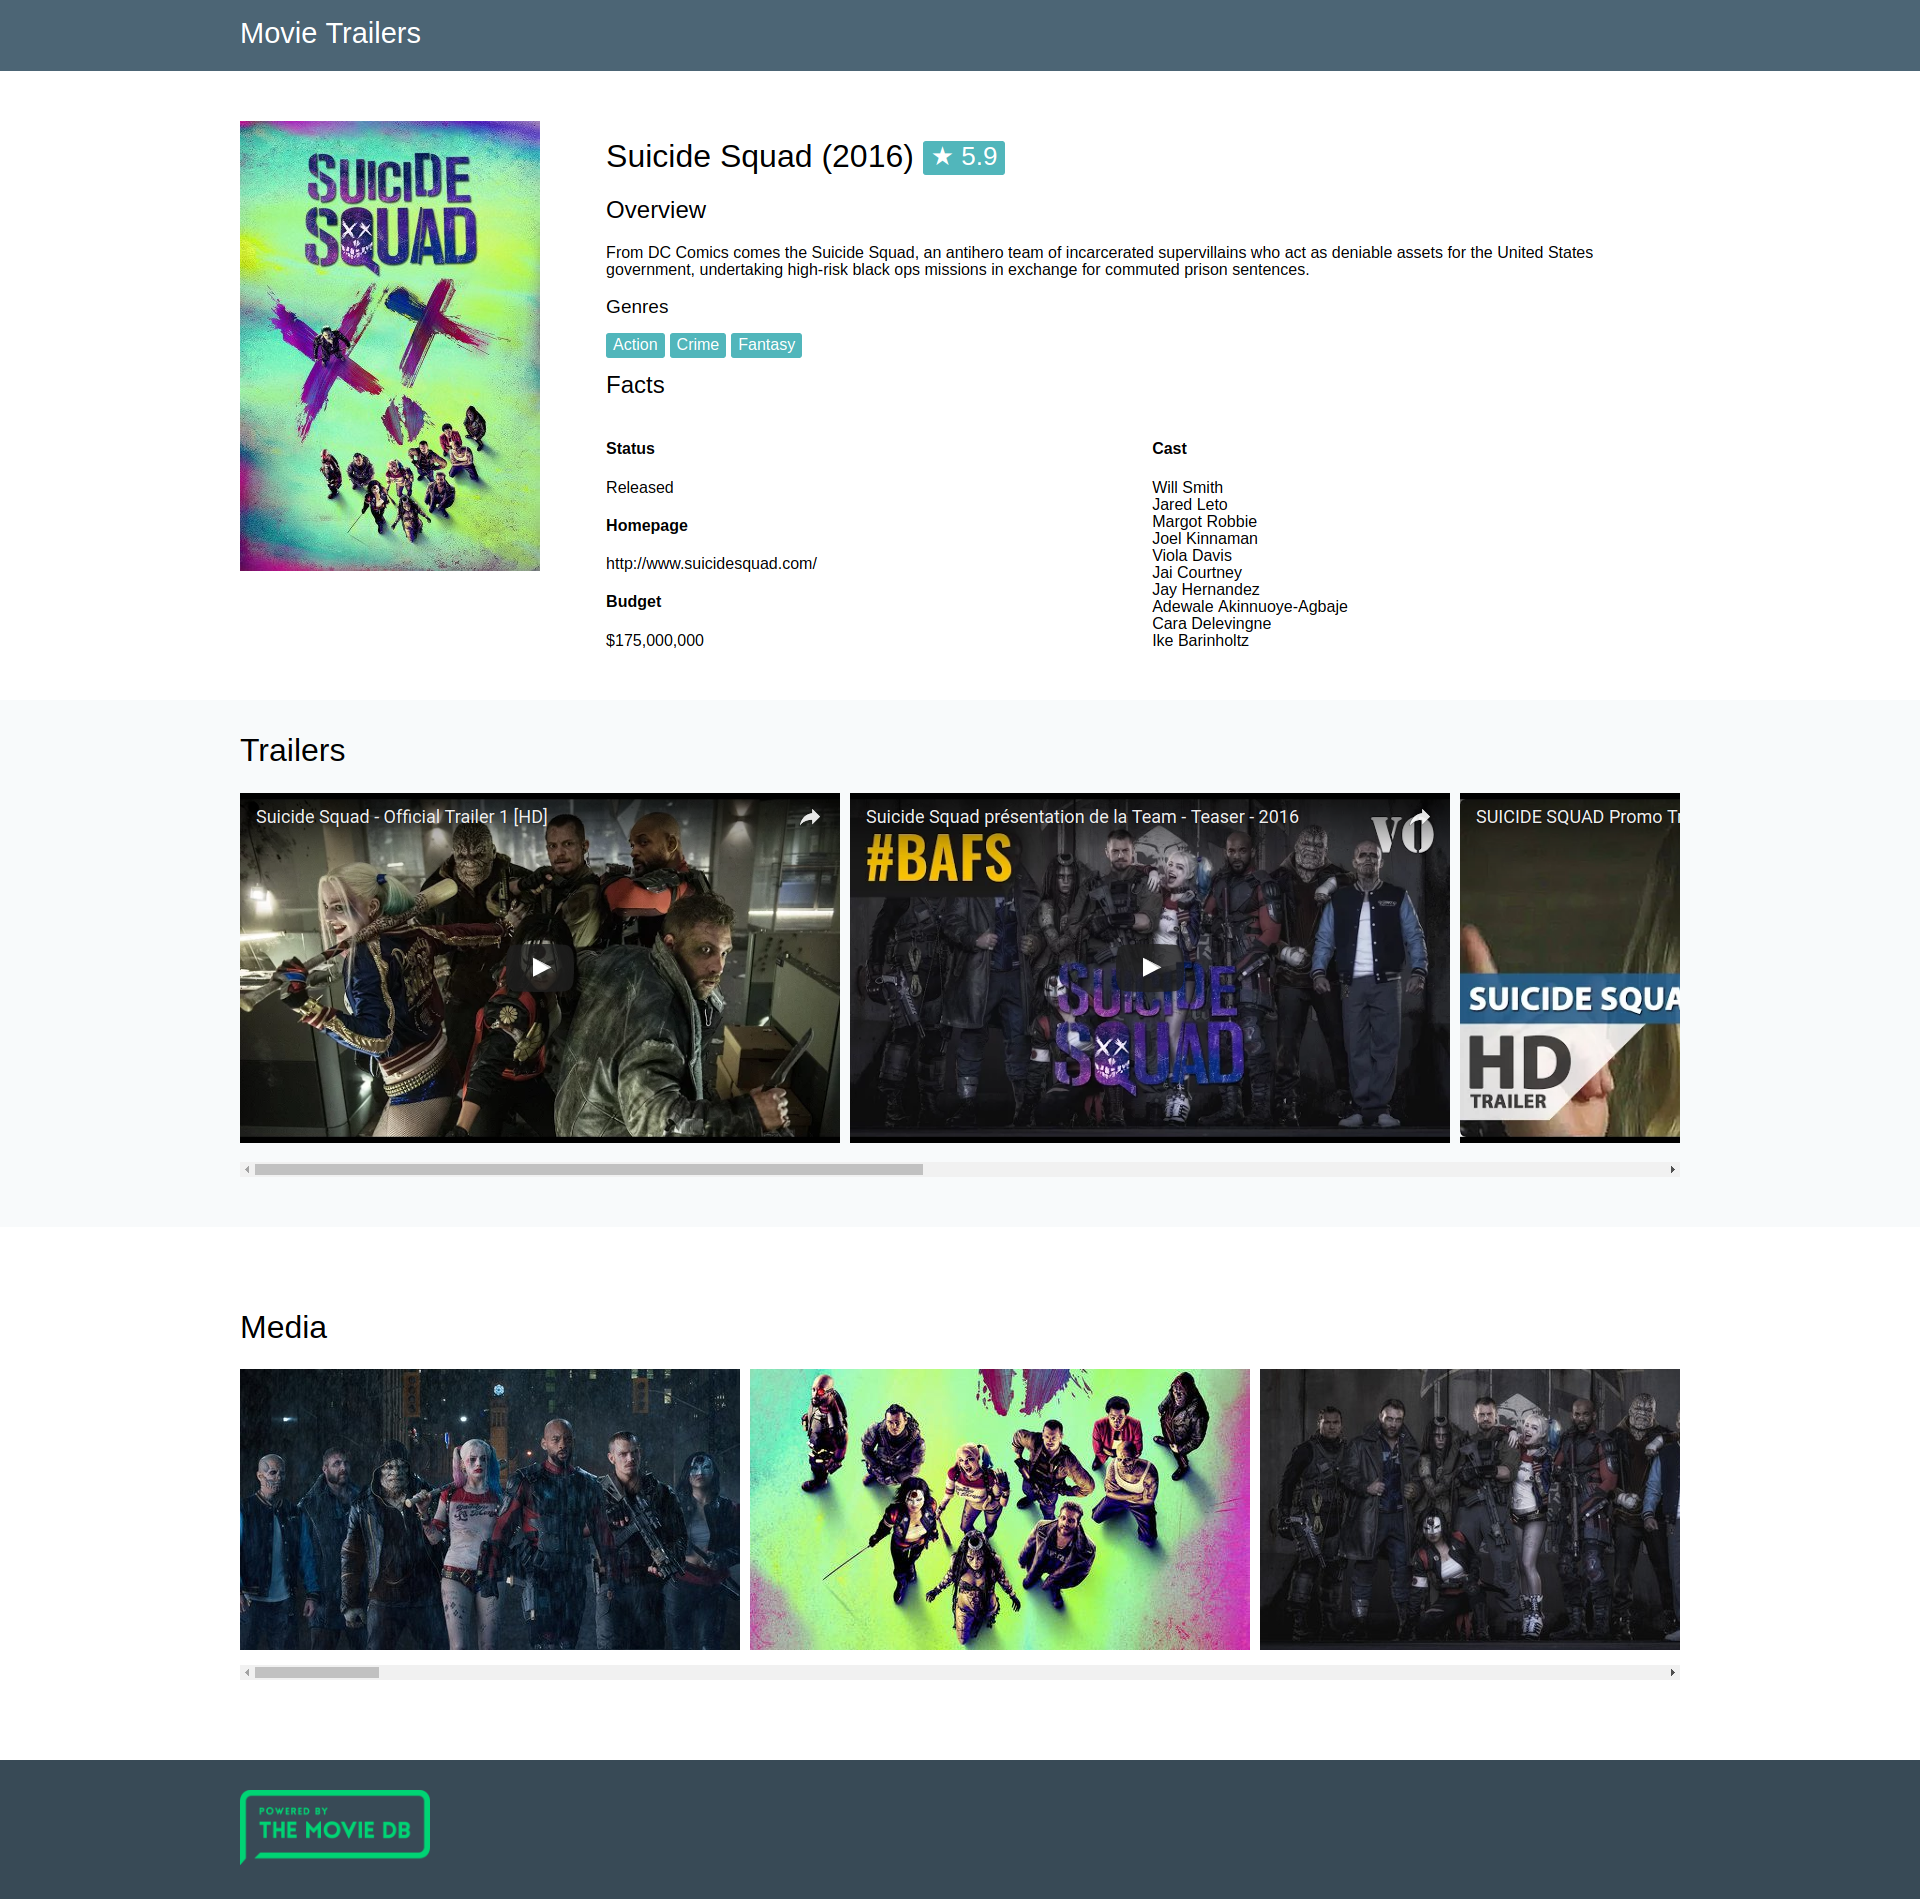 Movie Trailers
SUICIDE
SQUAD
Suicide Squad (2016) ★ 5.9
Overview
From DC Comics comes the Suicide Squad, an antihero team of incarcerated supervillains who act as deniable assets for the United States
government, undertaking high-risk black ops missions in exchange for commuted prison sentences.
Genres
Action Crime Fantasy
Facts
Status
Released
Homepage
http://www.suicidesquad.com/
Budget
$175,000,000
Cast
Will Smith
Jared Leto
Margot Robbie
Joel Kinnaman
Viola Davis
Jai Courtney
Jay Hernandez
Adewale Akinnuoye-Agbaje
Cara Delevingne
Ike Barinholtz
Trailers
Suicide Squad - Official Trailer 1 [HD]
Suicide Squad présentation de la Team - Teaser - 2016
#BAFS
VO
SUICIDE
SQUAD
SUICIDE SQUAD Promo Tr
SUICIDE SQUA
HD
TRAILER
Media
POWERED BY
THE MOVIE DB